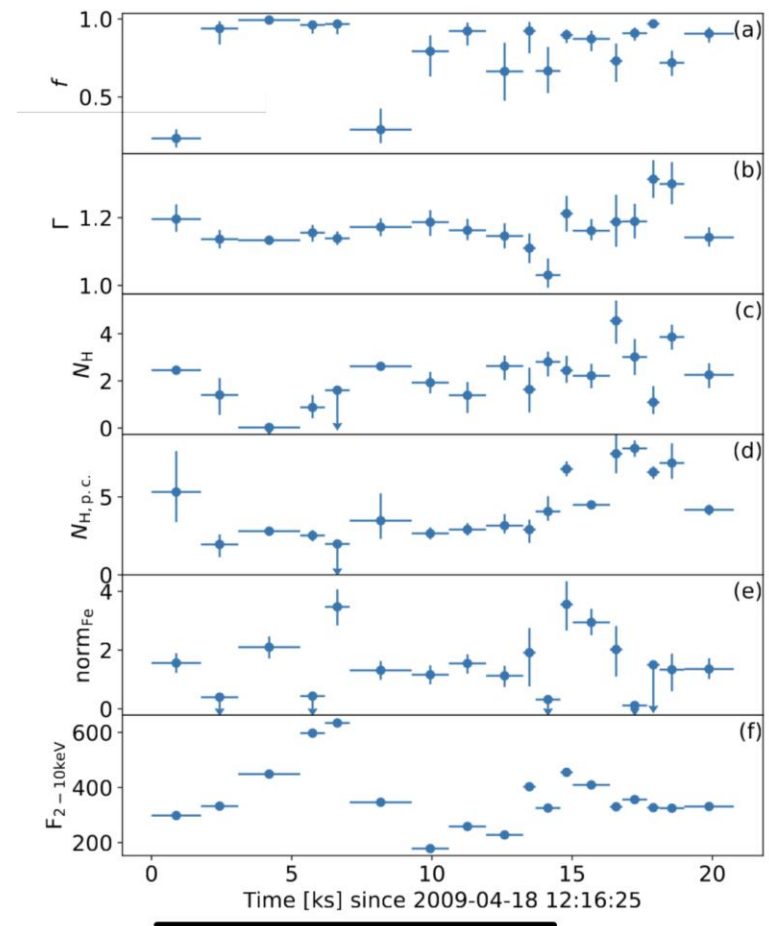 (a)
1.0
0.5
f
(b)
1.2
1.0
Γ
(c)
4
2
0
N_H
(d)
5
0
N_H, p. c.
(e)
4
2
0
norm_Fe
(f)
600
400
200
F_2 − 10keV
0 5 10 15 20
Time [ks] since 2009-04-18 12:16:25